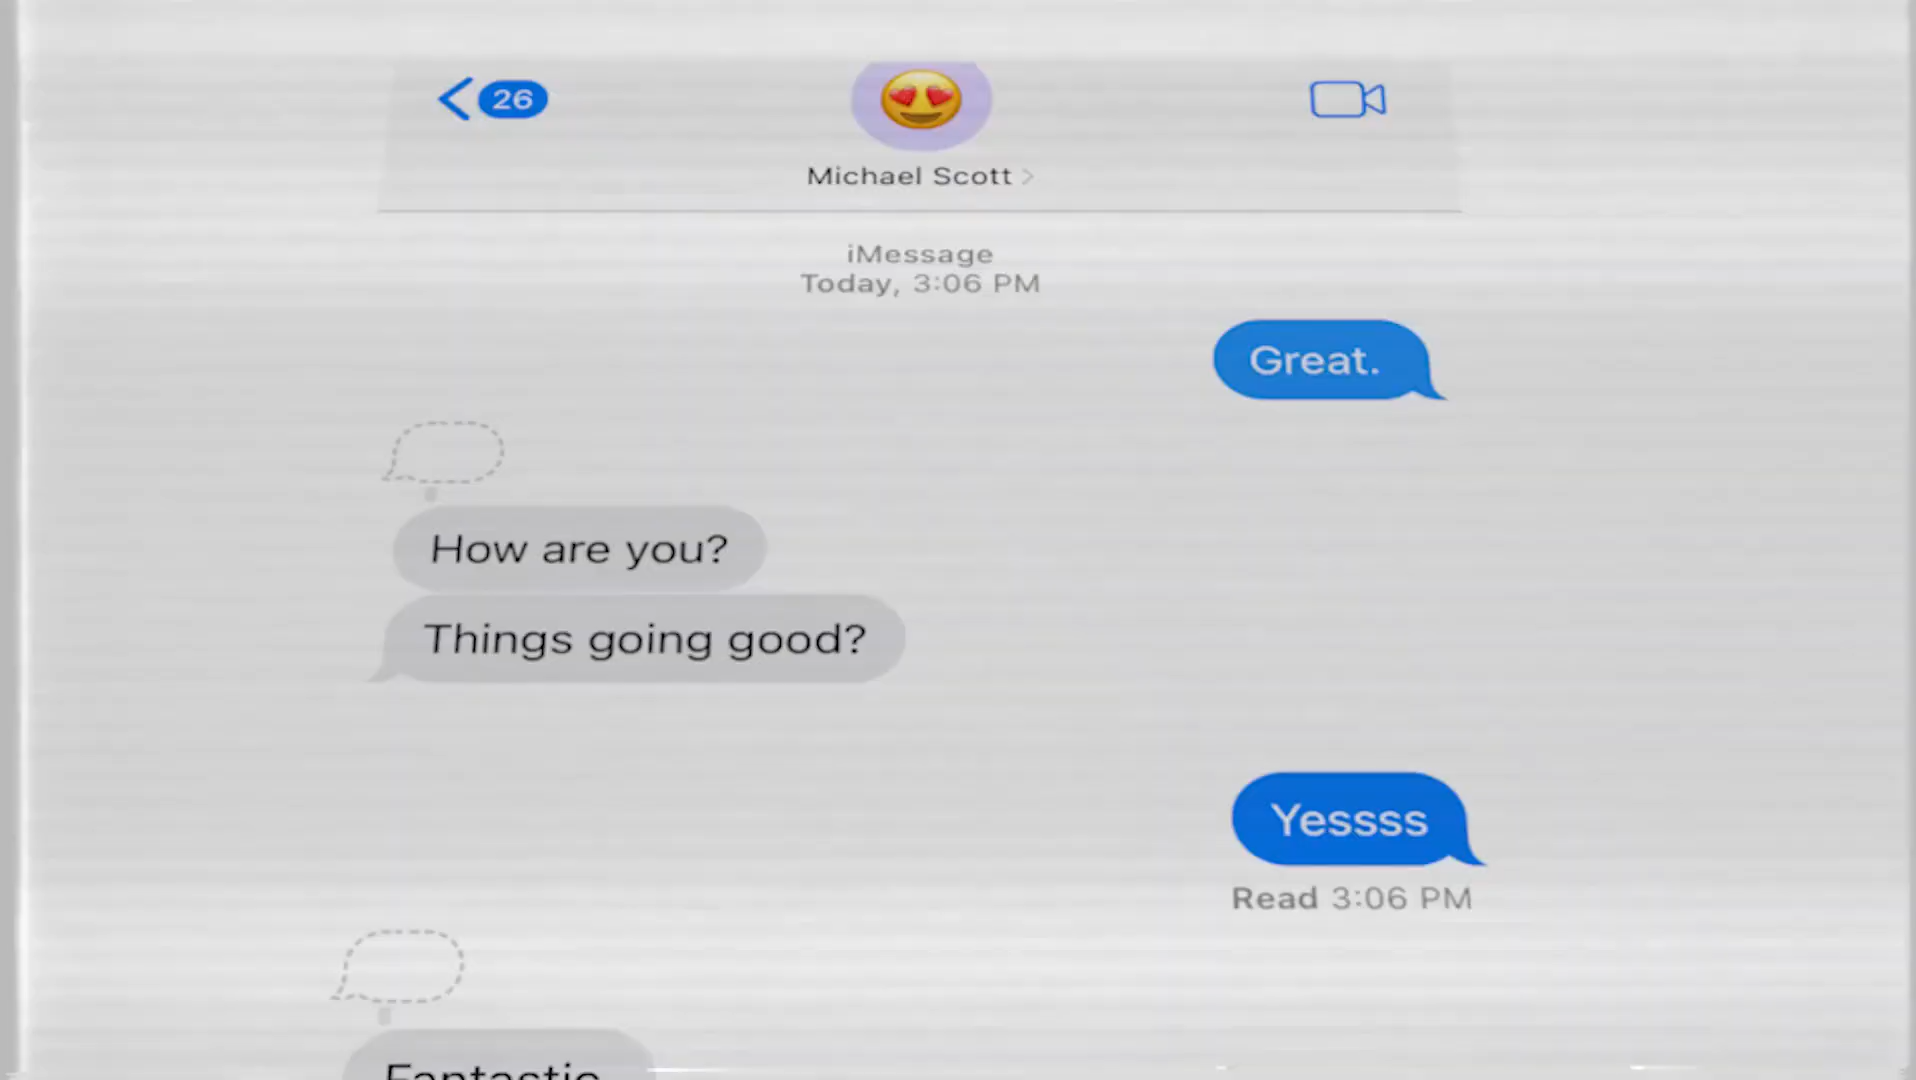 26
Michael Scott
iMessage
Today, 3:06 PM
Great.
How are you?
Things going good?
Yessss
Read 3:06 PM
Fantastic